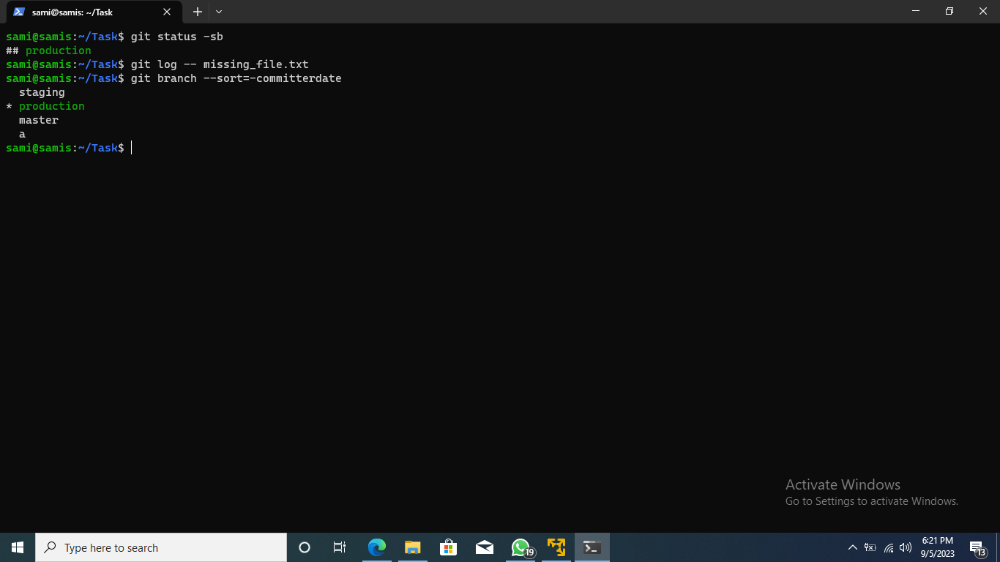 sami@samis: ~/Task
sami@samis:~/Task$ git status -sb
## production
sami@samis:~/Task$ git log -- missing_file.txt
sami@samis:~/Task$ git branch --sort=-committerdate
  staging
* production
  master
  a
sami@samis:~/Task$
Activate Windows
Go to Settings to activate Windows.
Type here to search
19
6:21 PM
9/5/2023
13